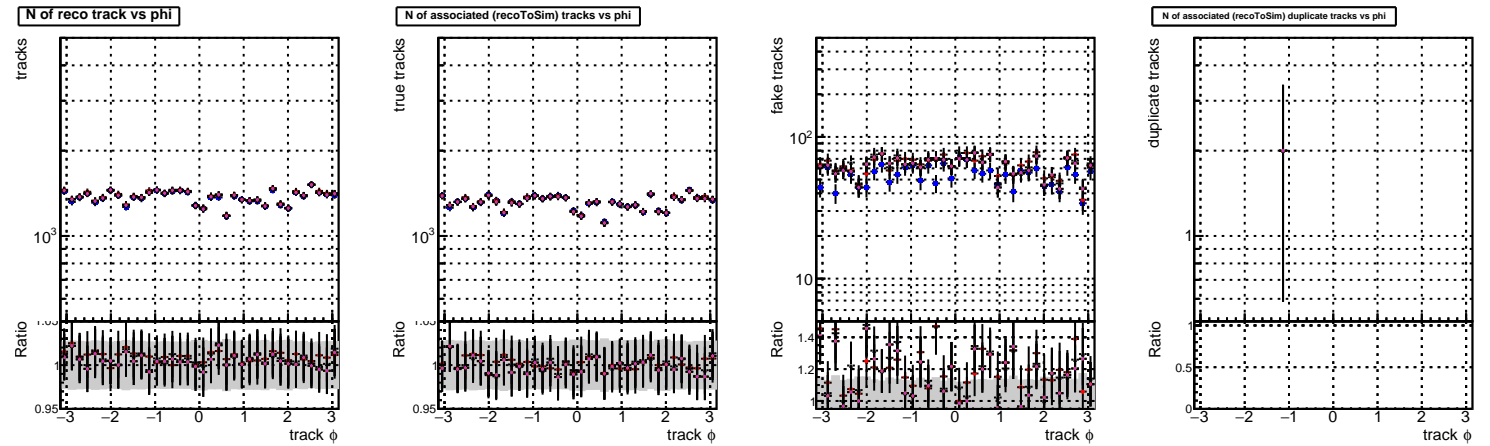 N of reco track vs phi
tracks
10³
Ratio
0.95
−3 −2 −1 0 1 2 3
track ϕ
N of associated (recoToSim) tracks vs phi
true tracks
10³
Ratio
0.95
−3 −2 −1 0 1 2 3
track ϕ
fake tracks
10²
10
Ratio
1.4
1.2
−3 −2 −1 0 1 2 3
track ϕ
N of associated (recoToSim) duplicate tracks vs phi
duplicate tracks
1
Ratio
1
0.5
0
−3 −2 −1 0 1 2 3
track ϕ